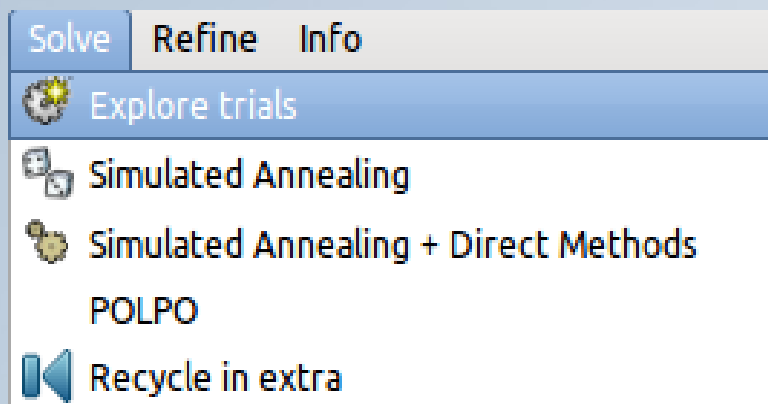 Solve Refine Info
Explore trials
Simulated Annealing
Simulated Annealing + Direct Methods
POLPO
Recycle in extra